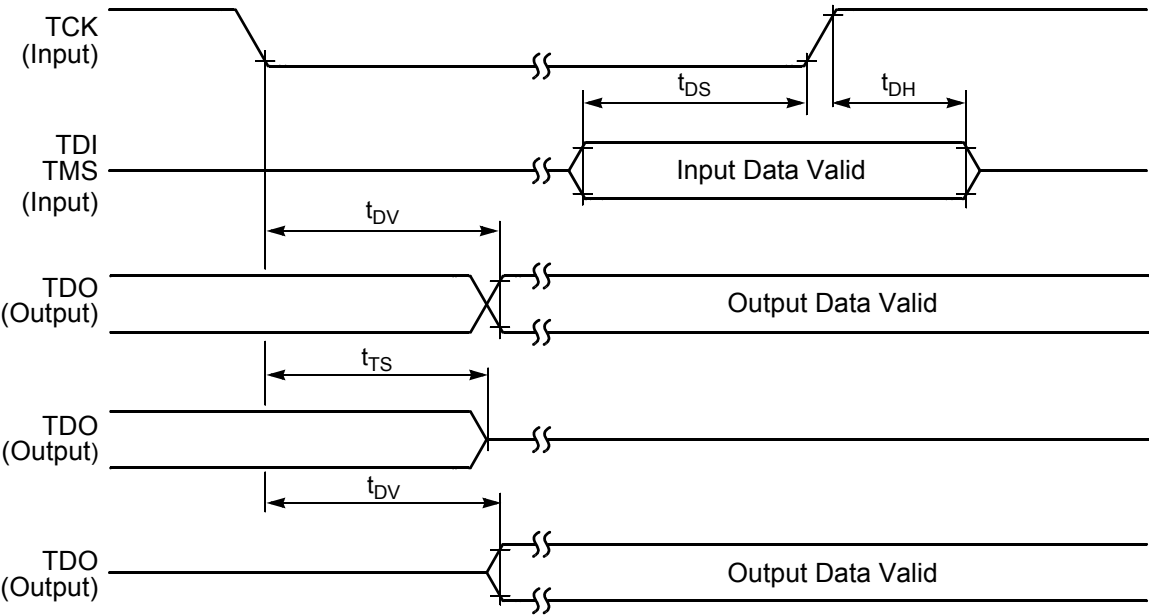 TCK
(Input)
tDS
tDH
TDI
TMS
(Input)
Input Data Valid
tDV
TDO
(Output)
Output Data Valid
tTS
TDO
(Output)
tDV
TDO
(Output)
Output Data Valid